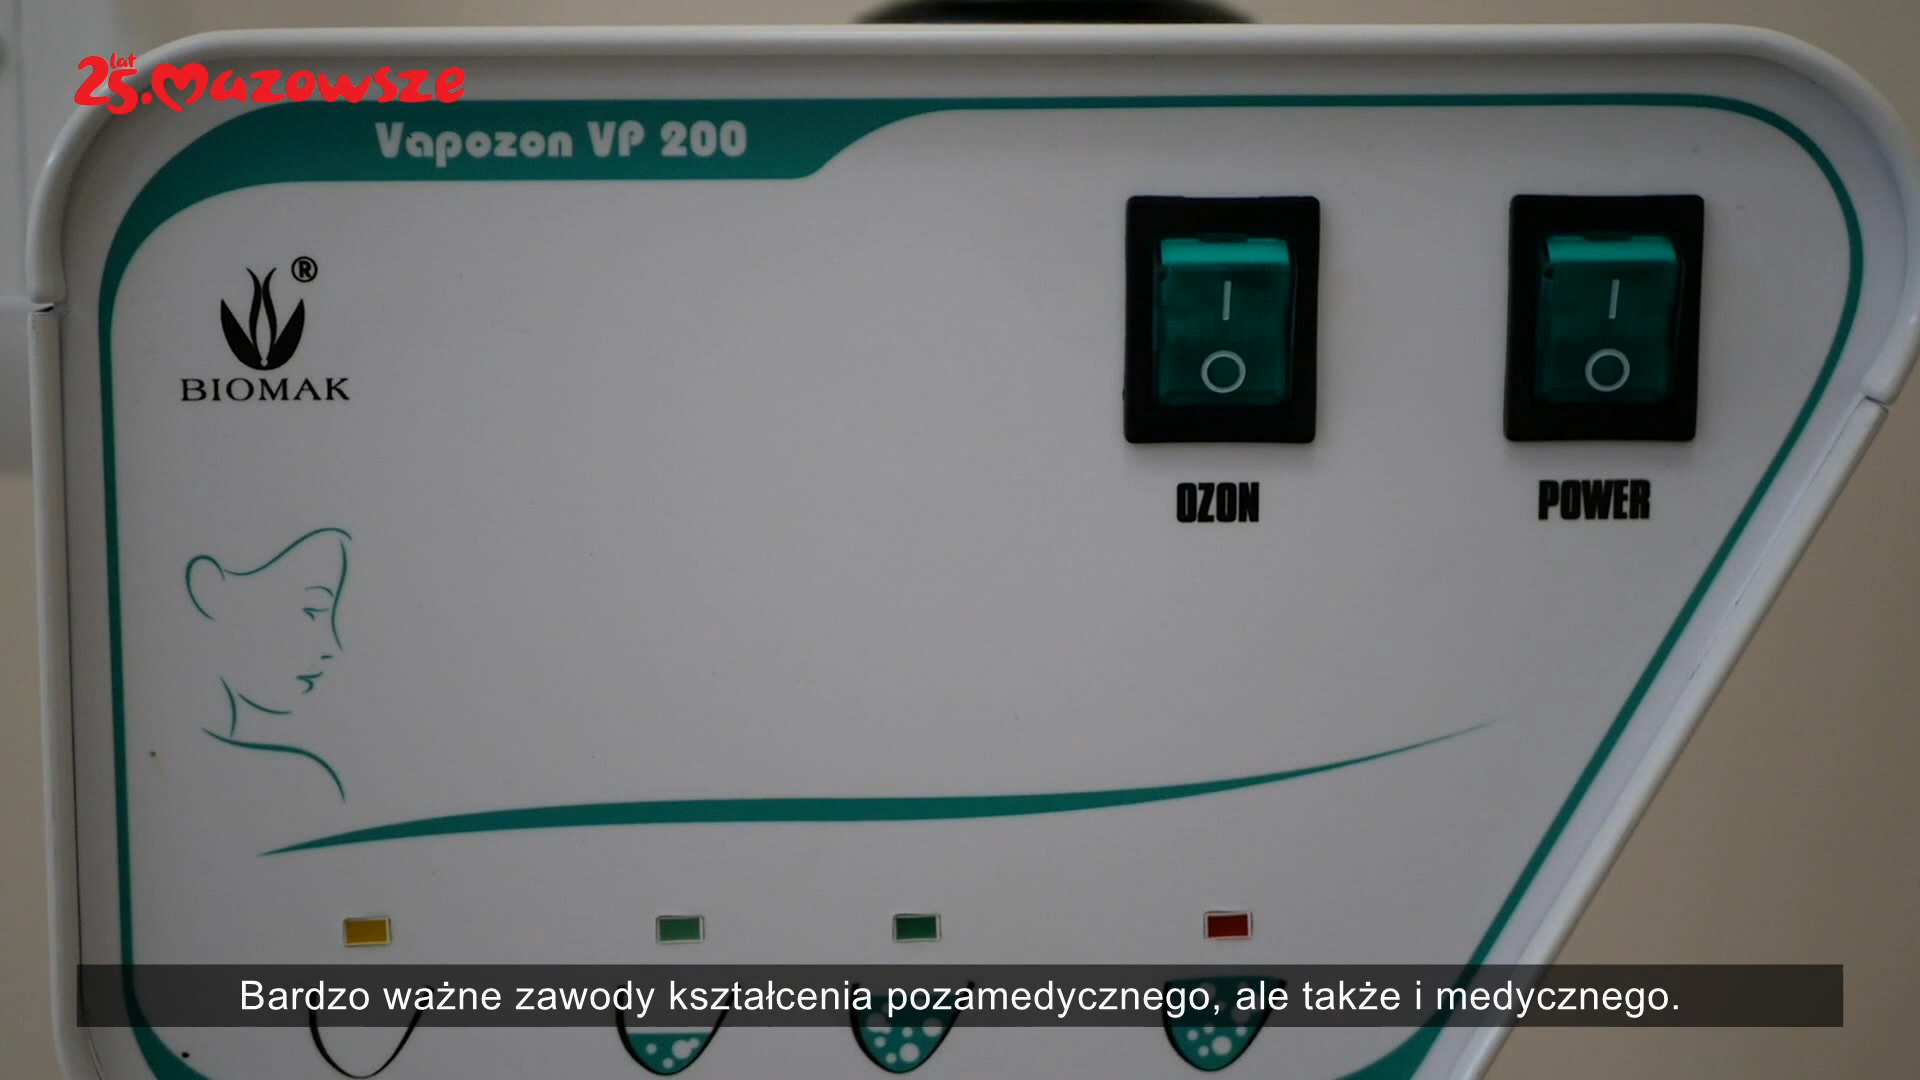 25 lat.Mazowsze
Vapozon VP 200
®
BIOMAK
OZON
POWER
Bardzo ważne zawody kształcenia pozamedycznego, ale także i medycznego.